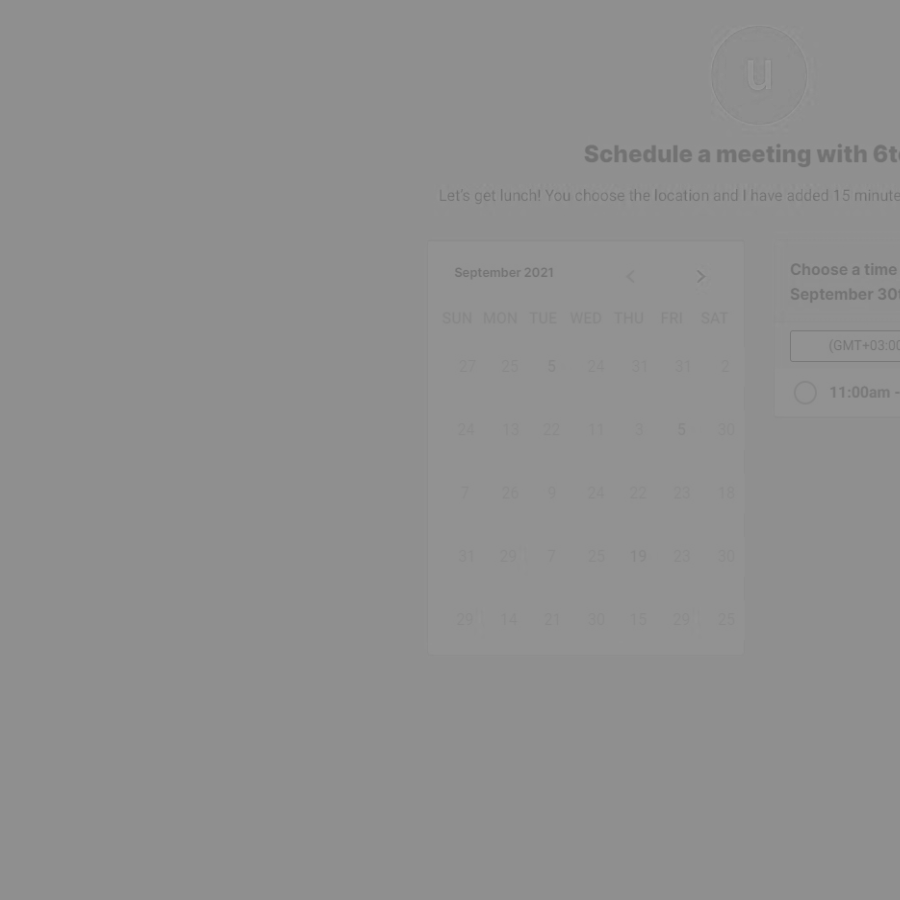 u
Schedule a meeting with 6t
Let's get lunch! You choose the location and I have added 15 minute
September 2021
SUN MON TUE WED THU FRI SAT
27 25 5 24 31 31 2
24 13 22 11 3 5 30
7 26 9 24 22 23 18
31 29 7 25 19 23 30
29 14 21 30 15 29 25
Choose a time
September 30
(GMT+03:00
11:00am -